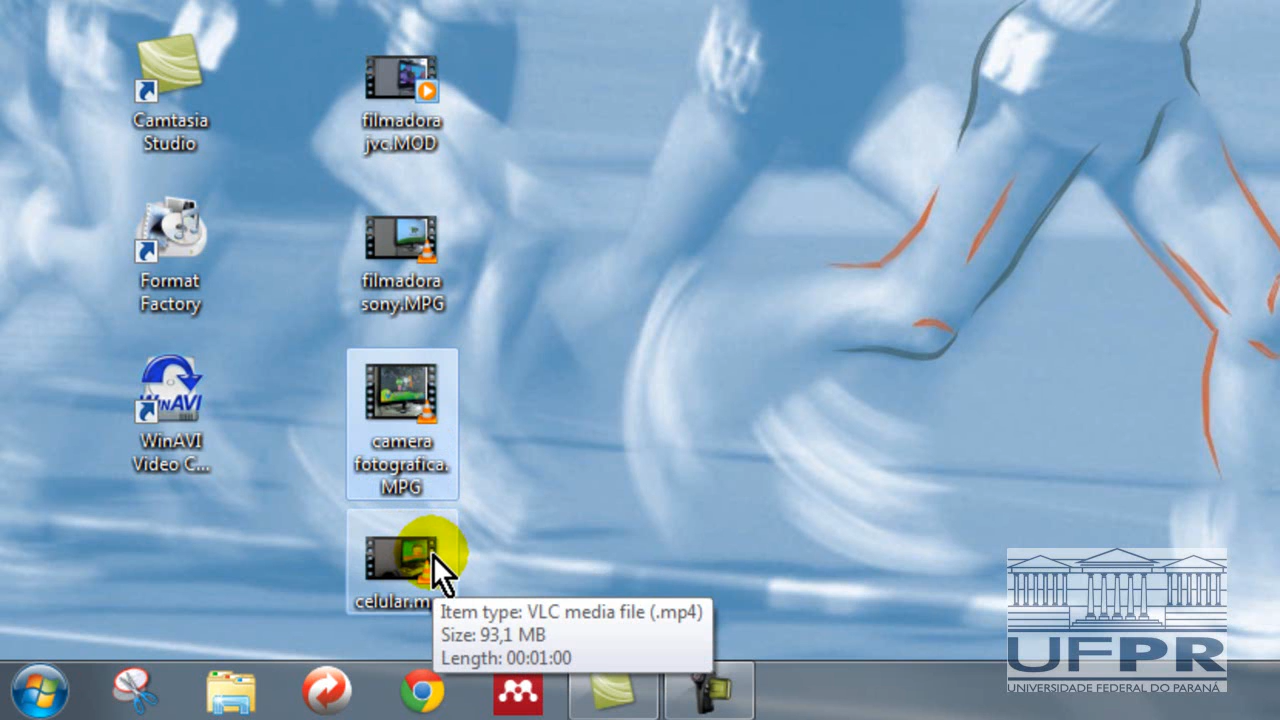 Camtasia
Studio
filmadora
jvc.MOD
Format
Factory
filmadora
sony.MPG
WinAVI
WinAVI
Video C...
camera
fotografica.
MPG
celular.m
Item type: VLC media file (.mp4)
Size: 93,1 MB
Length: 00:01:00
UFPR
UNIVERSIDADE FEDERAL DO PARANÁ